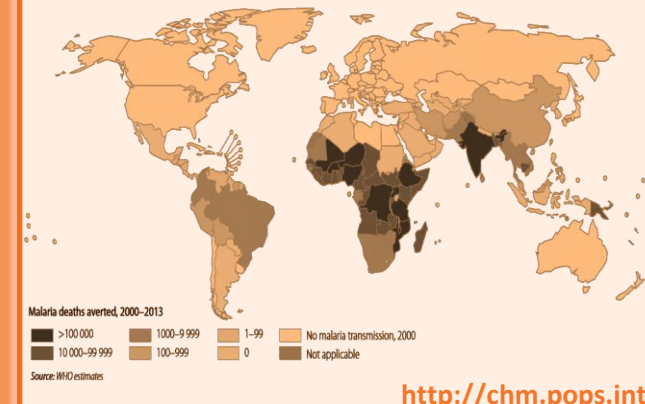 Malaria deaths averted, 2000–2013
>100 000 1000–9 999 1–99 No malaria transmission, 2000
10 000–99 999 100–999 0 Not applicable
Source: WHO estimates
http://chm.pops.int